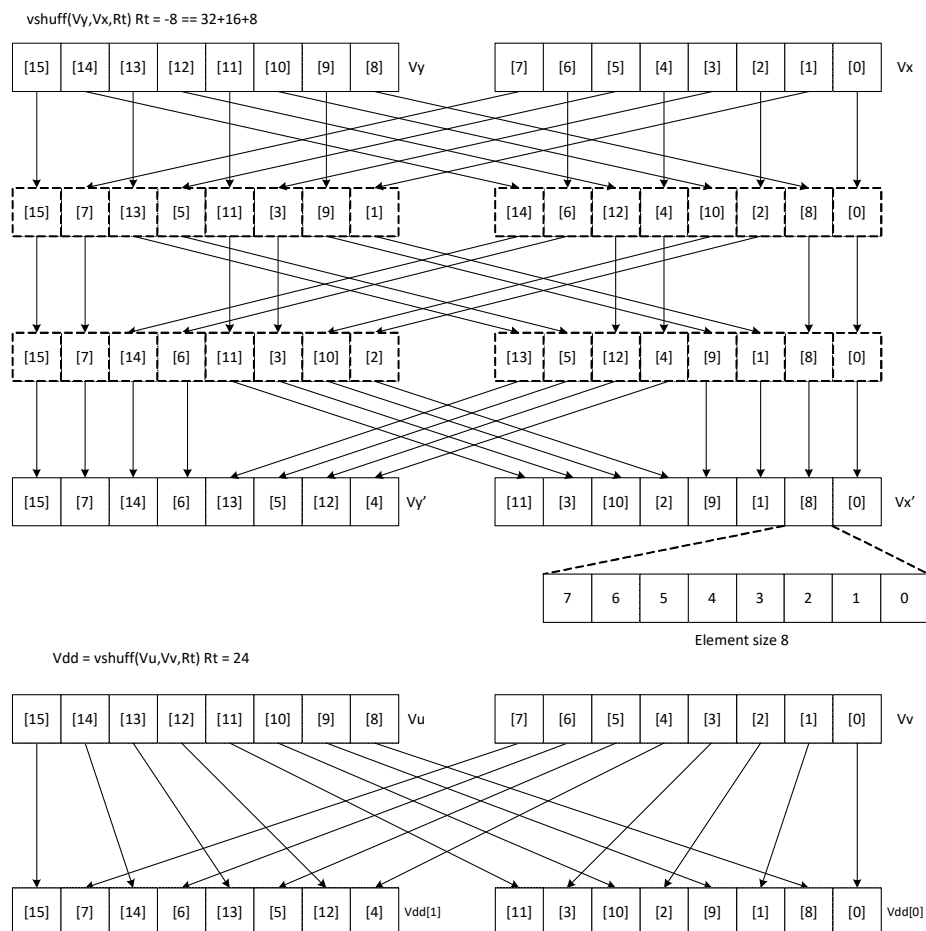 vshuff(Vy,Vx,Rt) Rt = -8 == 32+16+8
[15] [14] [13] [12] [11] [10] [9] [8] Vy [7] [6] [5] [4] [3] [2] [1] [0] Vx
[15] [7] [13] [5] [11] [3] [9] [1] [14] [6] [12] [4] [10] [2] [8] [0]
[15] [7] [14] [6] [11] [3] [10] [2] [13] [5] [12] [4] [9] [1] [8] [0]
[15] [7] [14] [6] [13] [5] [12] [4] Vy’ [11] [3] [10] [2] [9] [1] [8] [0] Vx’
7 6 5 4 3 2 1 0
Element size 8
Vdd = vshuff(Vu,Vv,Rt) Rt = 24
[15] [14] [13] [12] [11] [10] [9] [8] Vu [7] [6] [5] [4] [3] [2] [1] [0] Vv
[15] [7] [14] [6] [13] [5] [12] [4] Vdd[1] [11] [3] [10] [2] [9] [1] [8] [0] Vdd[0]